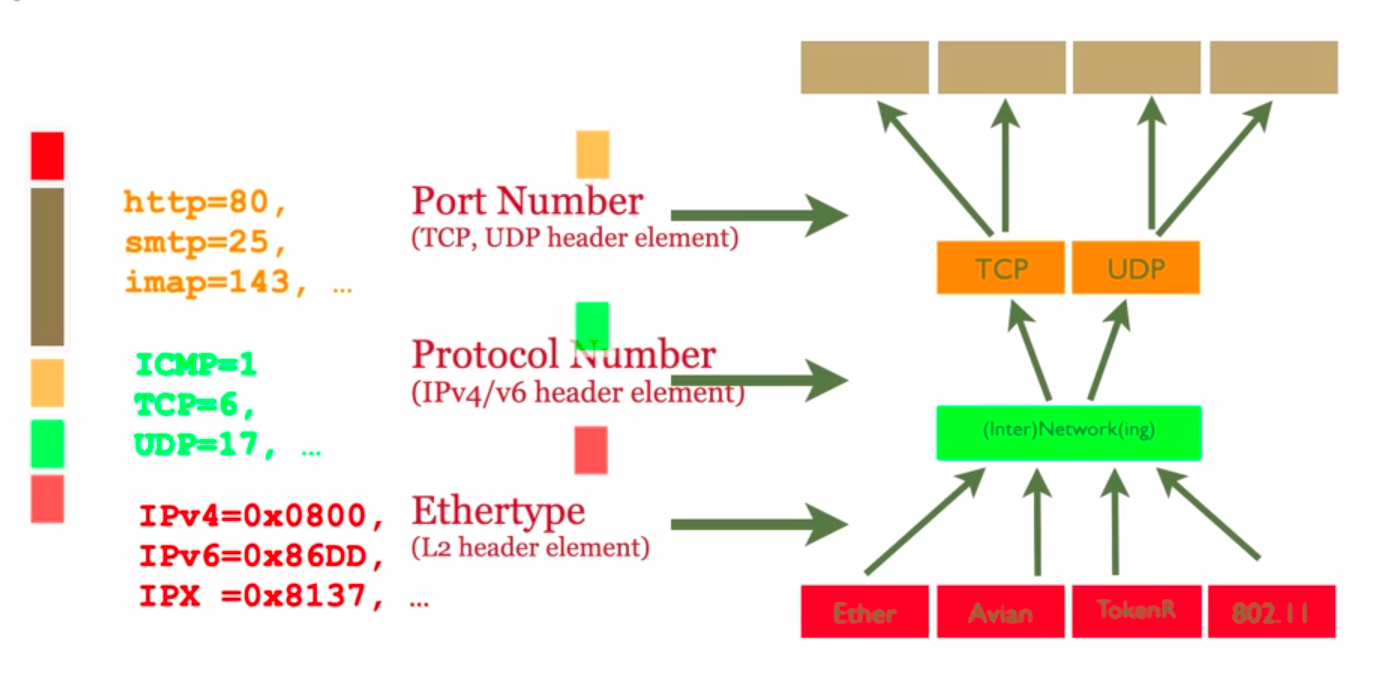 http=80,
smtp=25,
imap=143, …
Port Number
(TCP, UDP header element)
TCP
UDP
ICMP=1
TCP=6,
UDP=17, …
Protocol Number
(IPv4/v6 header element)
(Inter)Network(ing)
IPv4=0x0800,
IPv6=0x86DD,
IPX =0x8137, …
Ethertype
(L2 header element)
Ether
Avian
TokenR
802.11